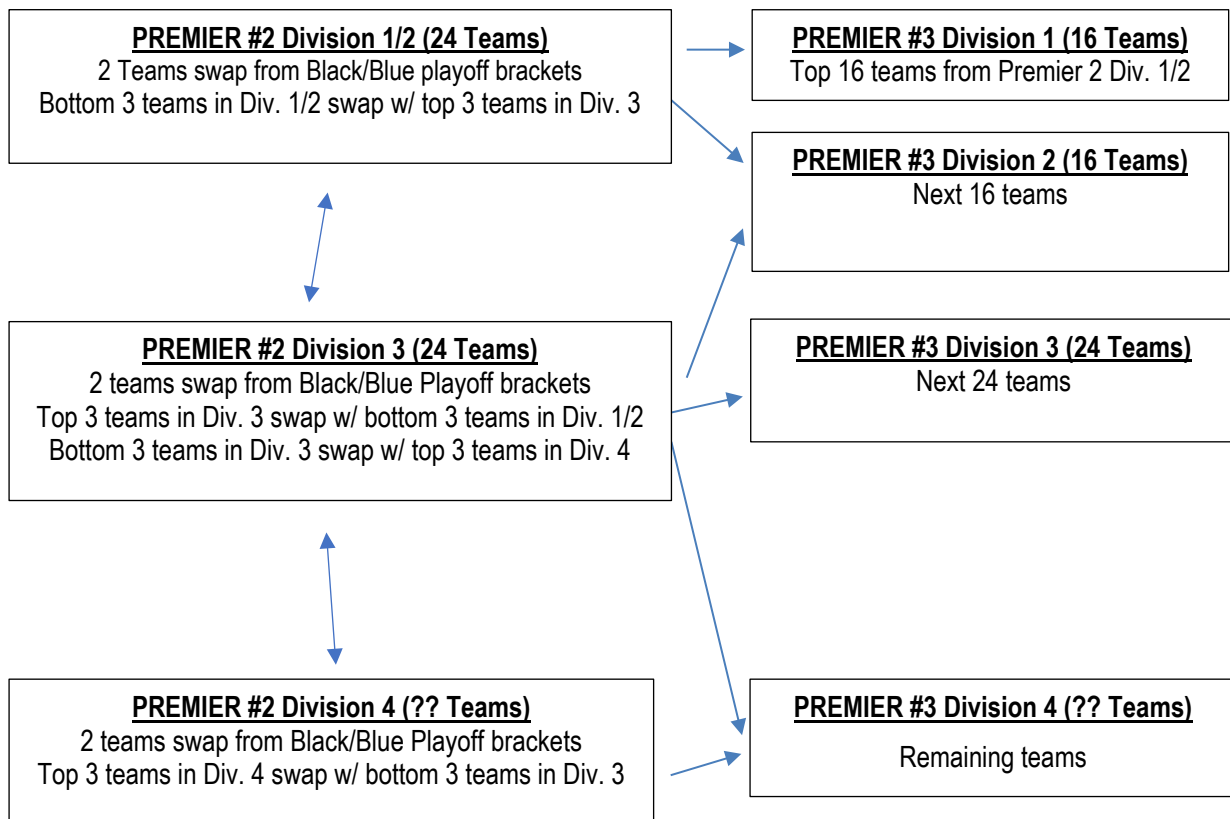 PREMIER #2 Division 1/2 (24 Teams)
2 Teams swap from Black/Blue playoff brackets
Bottom 3 teams in Div. 1/2 swap w/ top 3 teams in Div. 3
PREMIER #3 Division 1 (16 Teams)
Top 16 teams from Premier 2 Div. 1/2
PREMIER #3 Division 2 (16 Teams)
Next 16 teams
PREMIER #2 Division 3 (24 Teams)
2 teams swap from Black/Blue Playoff brackets
Top 3 teams in Div. 3 swap w/ bottom 3 teams in Div. 1/2
Bottom 3 teams in Div. 3 swap w/ top 3 teams in Div. 4
PREMIER #3 Division 3 (24 Teams)
Next 24 teams
PREMIER #2 Division 4 (?? Teams)
2 teams swap from Black/Blue Playoff brackets
Top 3 teams in Div. 4 swap w/ bottom 3 teams in Div. 3
PREMIER #3 Division 4 (?? Teams)
Remaining teams